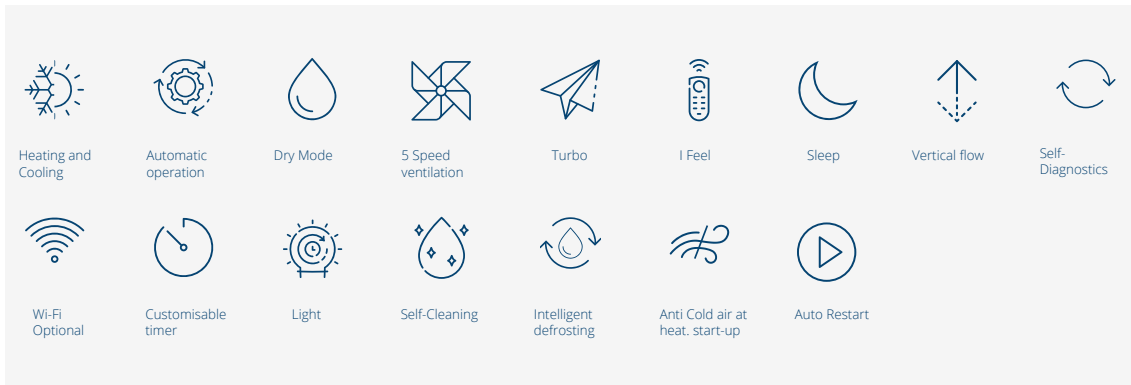 Heating and
Cooling
Automatic
operation
Dry Mode
5 Speed
ventilation
Turbo
I Feel
Sleep
Vertical flow
Self-
Diagnostics
Wi-Fi
Optional
Customisable
timer
Light
Self-Cleaning
Intelligent
defrosting
Anti Cold air at
heat. start-up
Auto Restart